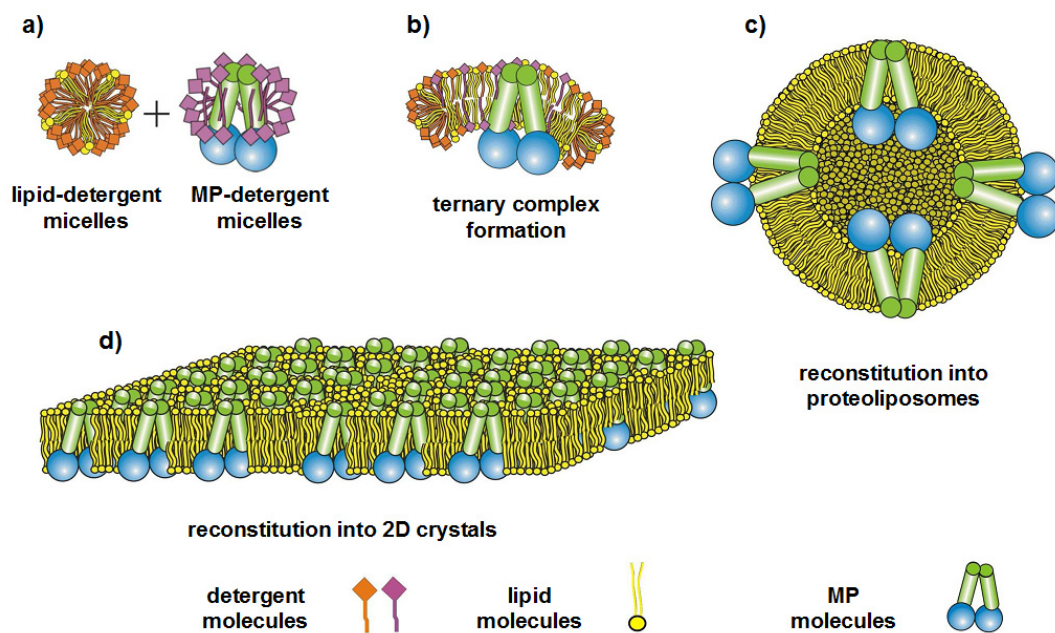 a)
b)
c)
+
lipid-detergent
micelles
MP-detergent
micelles
ternary complex
formation
d)
reconstitution into
proteoliposomes
reconstitution into 2D crystals
detergent
molecules
lipid
molecules
MP
molecules